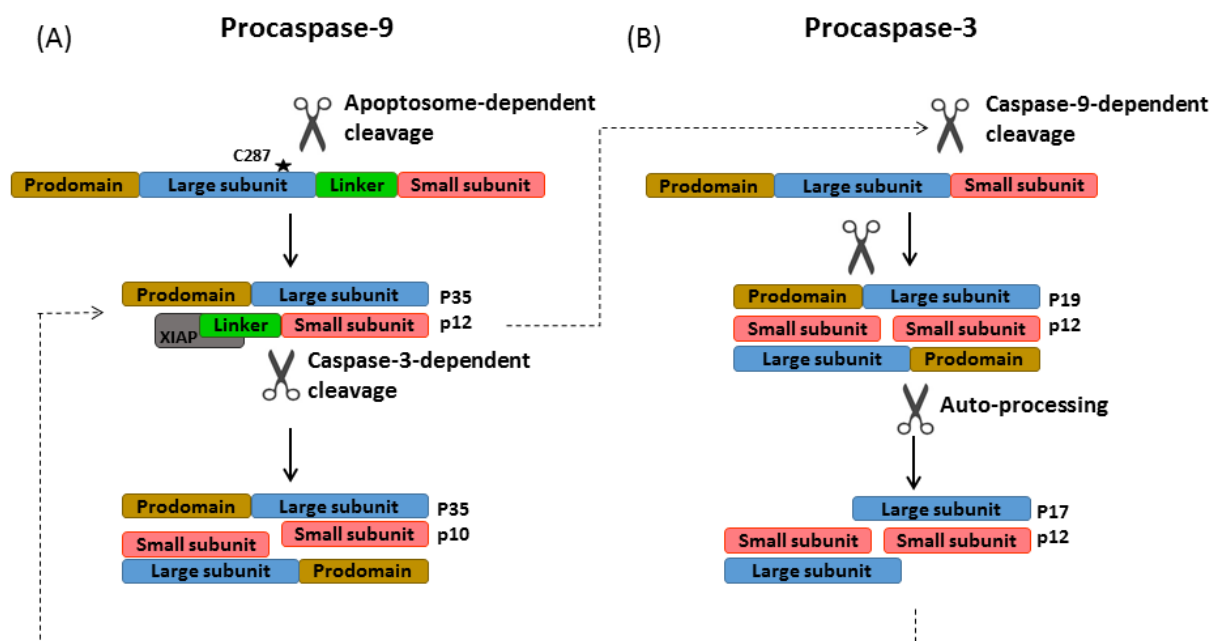 (A)
Procaspase-9
Apoptosome-dependent
cleavage
C287
Prodomain Large subunit Linker Small subunit
Prodomain Large subunit P35
XIAP Linker Small subunit p12
Caspase-3-dependent
cleavage
Prodomain Large subunit P35
Small subunit Small subunit p10
Large subunit Prodomain
(B)
Procaspase-3
Caspase-9-dependent
cleavage
Prodomain Large subunit Small subunit
Prodomain Large subunit P19
Small subunit Small subunit p12
Large subunit Prodomain
Auto-processing
Large subunit P17
Small subunit Small subunit p12
Large subunit